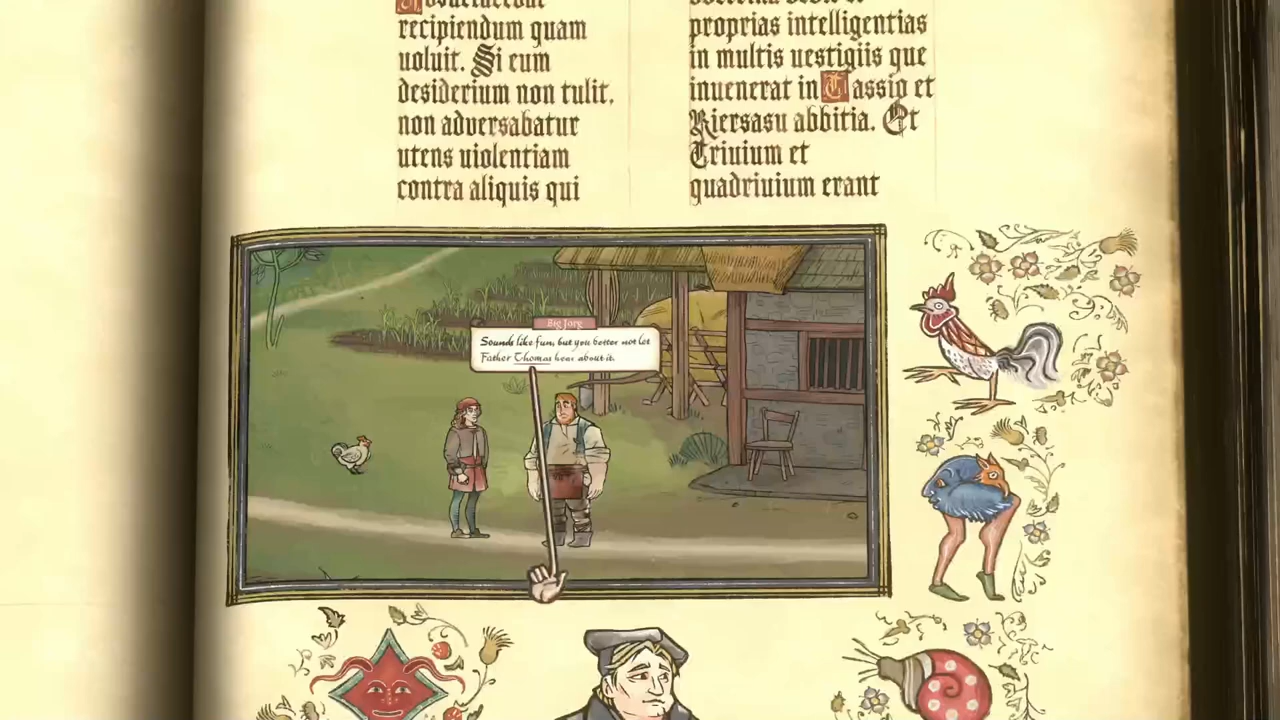 recipiendum quam
uoluit. Si eum
desiderium non tulit,
non adversabatur
utens uiolentiam
contra aliquis qui
proprias intelligentias
in multis uestigiis que
inuenerat in Tassio et
Kiersasu abbitia. Et
Triuium et
quadriuium erant
Big Jorg
Sounds like fun, but you better not let
Father Thomas hear about it.